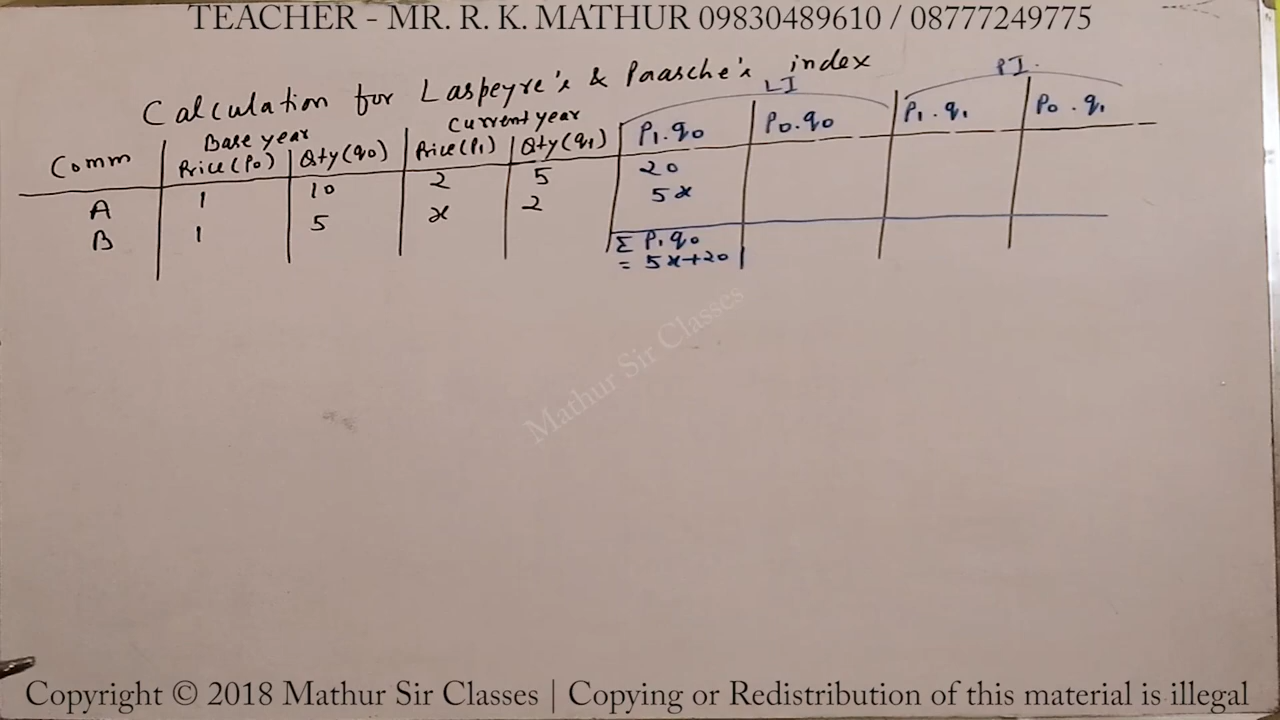 TEACHER - MR. R. K. MATHUR 09830489610 / 08777249775
Calculation for Laspeyre's & Paasche's index
LI PI.
Base year Current year
Comm Price(P0) Qty(q0) Price(P1) Qty(q1) P1.q0 P0.q0 P1.q1 P0.q1
A 1 10 2 5 20
B 1 5 x 2 5x
Σ P1q0
= 5x+20
Mathur Sir Classes
Copyright © 2018 Mathur Sir Classes | Copying or Redistribution of this material is illegal